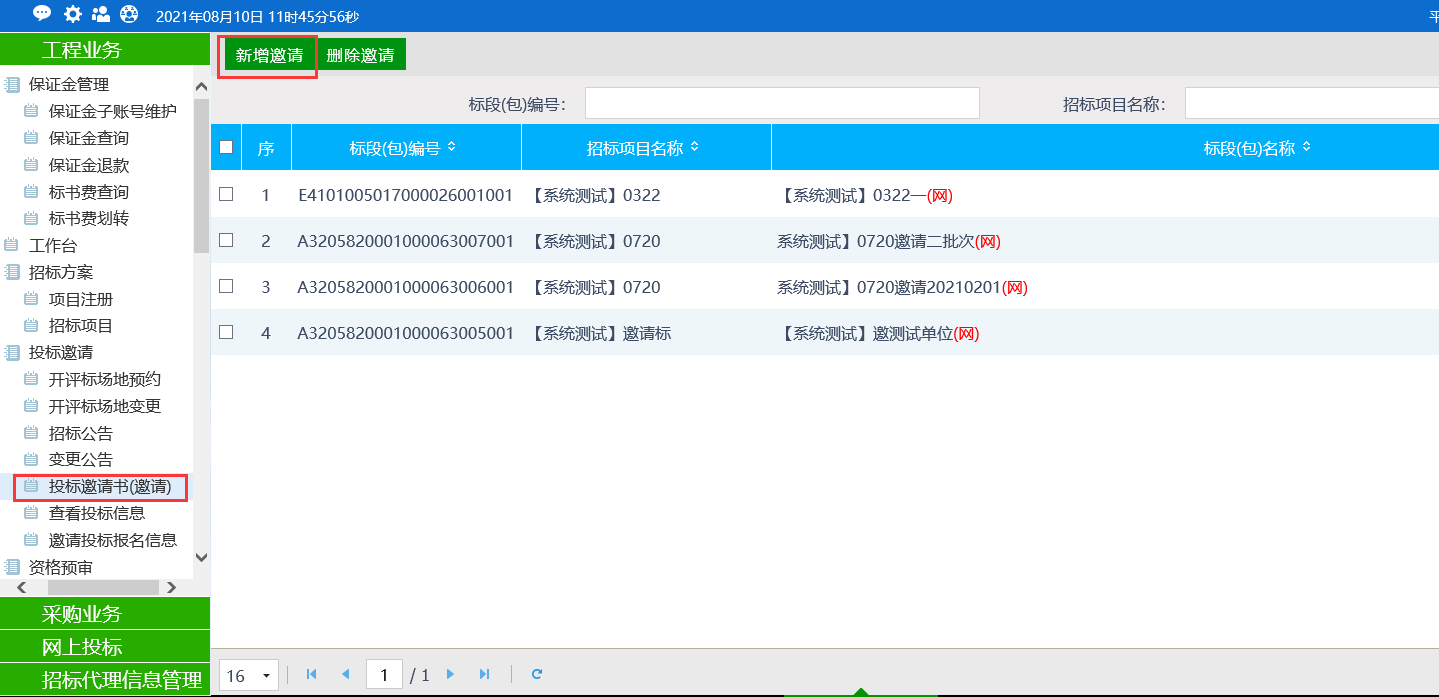 2021年08月10日 11时45分56秒
工程业务
保证金管理
保证金子账号维护
保证金查询
保证金退款
标书费查询
标书费划转
工作台
招标方案
项目注册
招标项目
投标邀请
开评标场地预约
开评标场地变更
招标公告
变更公告
投标邀请书(邀请)
查看投标信息
邀请投标报名信息
资格预审
采购业务
网上投标
招标代理信息管理
新增邀请 删除邀请
标段(包)编号: 招标项目名称:
序 标段(包)编号 招标项目名称 标段(包)名称
1 E4101005017000026001001 【系统测试】0322 【系统测试】0322一(网)
2 A3205820001000063007001 【系统测试】0720 系统测试】0720邀请二批次(网)
3 A3205820001000063006001 【系统测试】0720 系统测试】0720邀请20210201(网)
4 A3205820001000063005001 【系统测试】邀请标 【系统测试】邀测试单位(网)
16 1 / 1